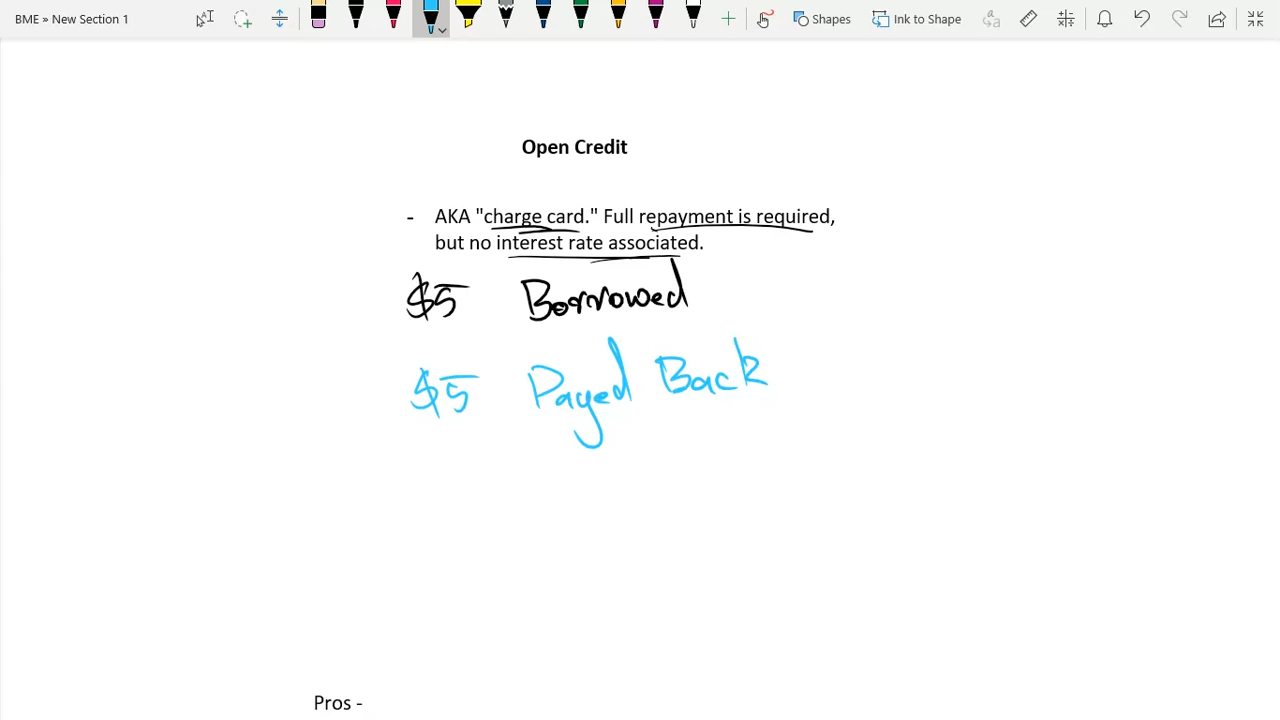 BME » New Section 1
Shapes
Ink to Shape
Open Credit
- AKA "charge card." Full repayment is required,
but no interest rate associated.
$5 Borrowed
$5 Payed Back
Pros -